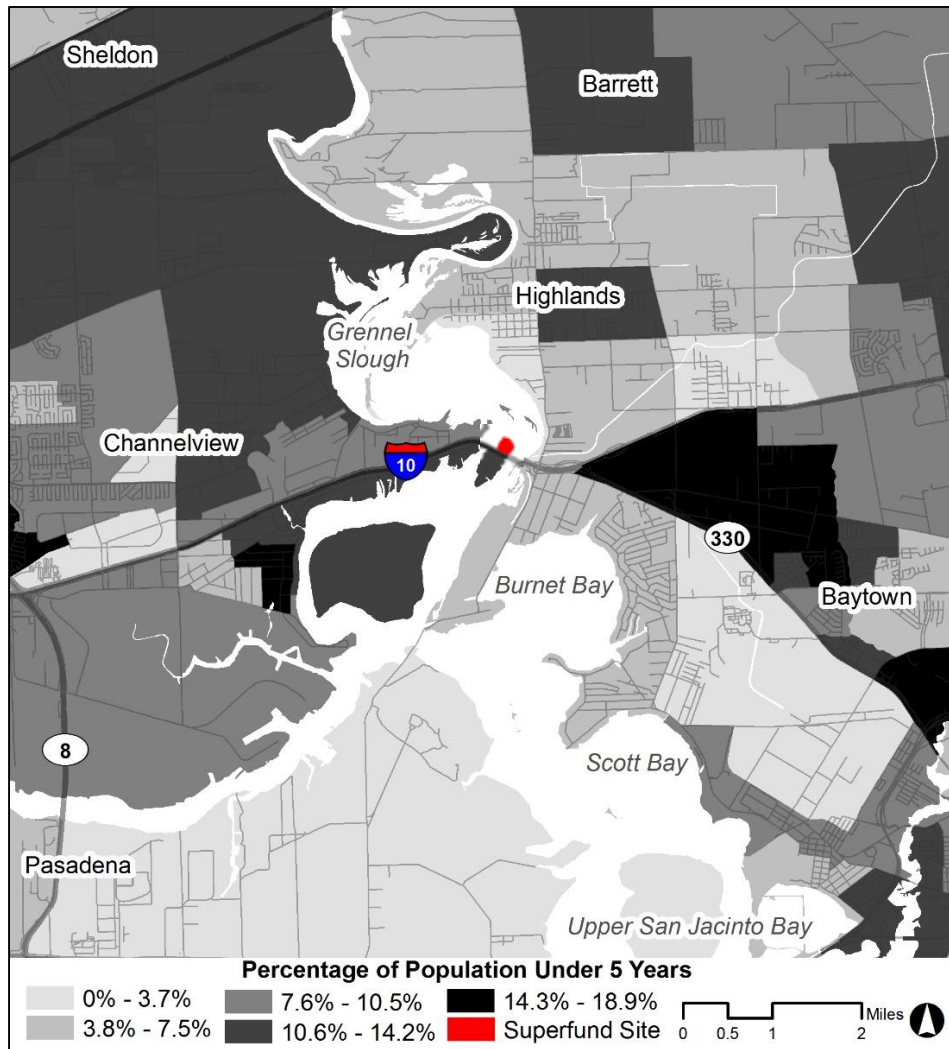 Sheldon
Barrett
Highlands
Grennel
Slough
Channelview
10
330
Burnet Bay
Baytown
8
Scott Bay
Pasadena
Upper San Jacinto Bay
Percentage of Population Under 5 Years
0% - 3.7%
7.6% - 10.5%
14.3% - 18.9%
3.8% - 7.5%
10.6% - 14.2%
Superfund Site
Miles
0 0.5 1 2